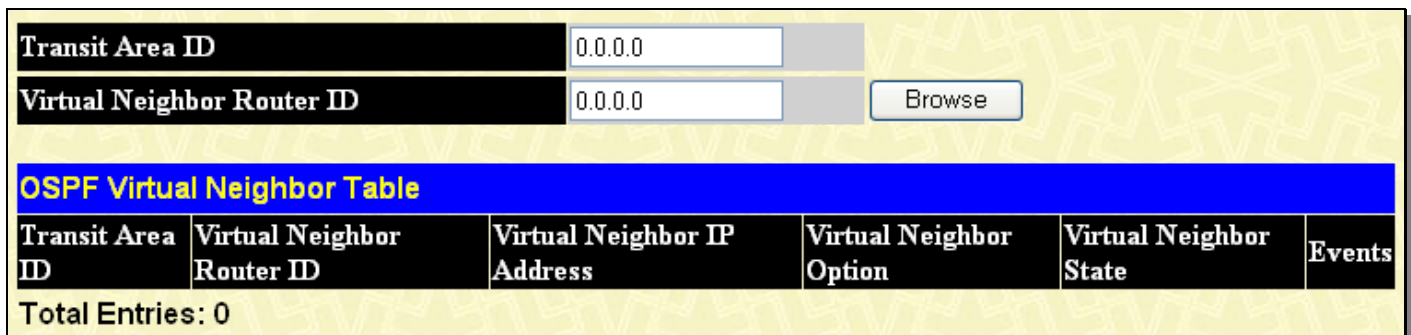 Transit Area ID 0.0.0.0
Virtual Neighbor Router ID 0.0.0.0 Browse
OSPF Virtual Neighbor Table
Transit Area ID Virtual Neighbor Router ID Virtual Neighbor IP Address Virtual Neighbor Option Virtual Neighbor State Events
Total Entries: 0